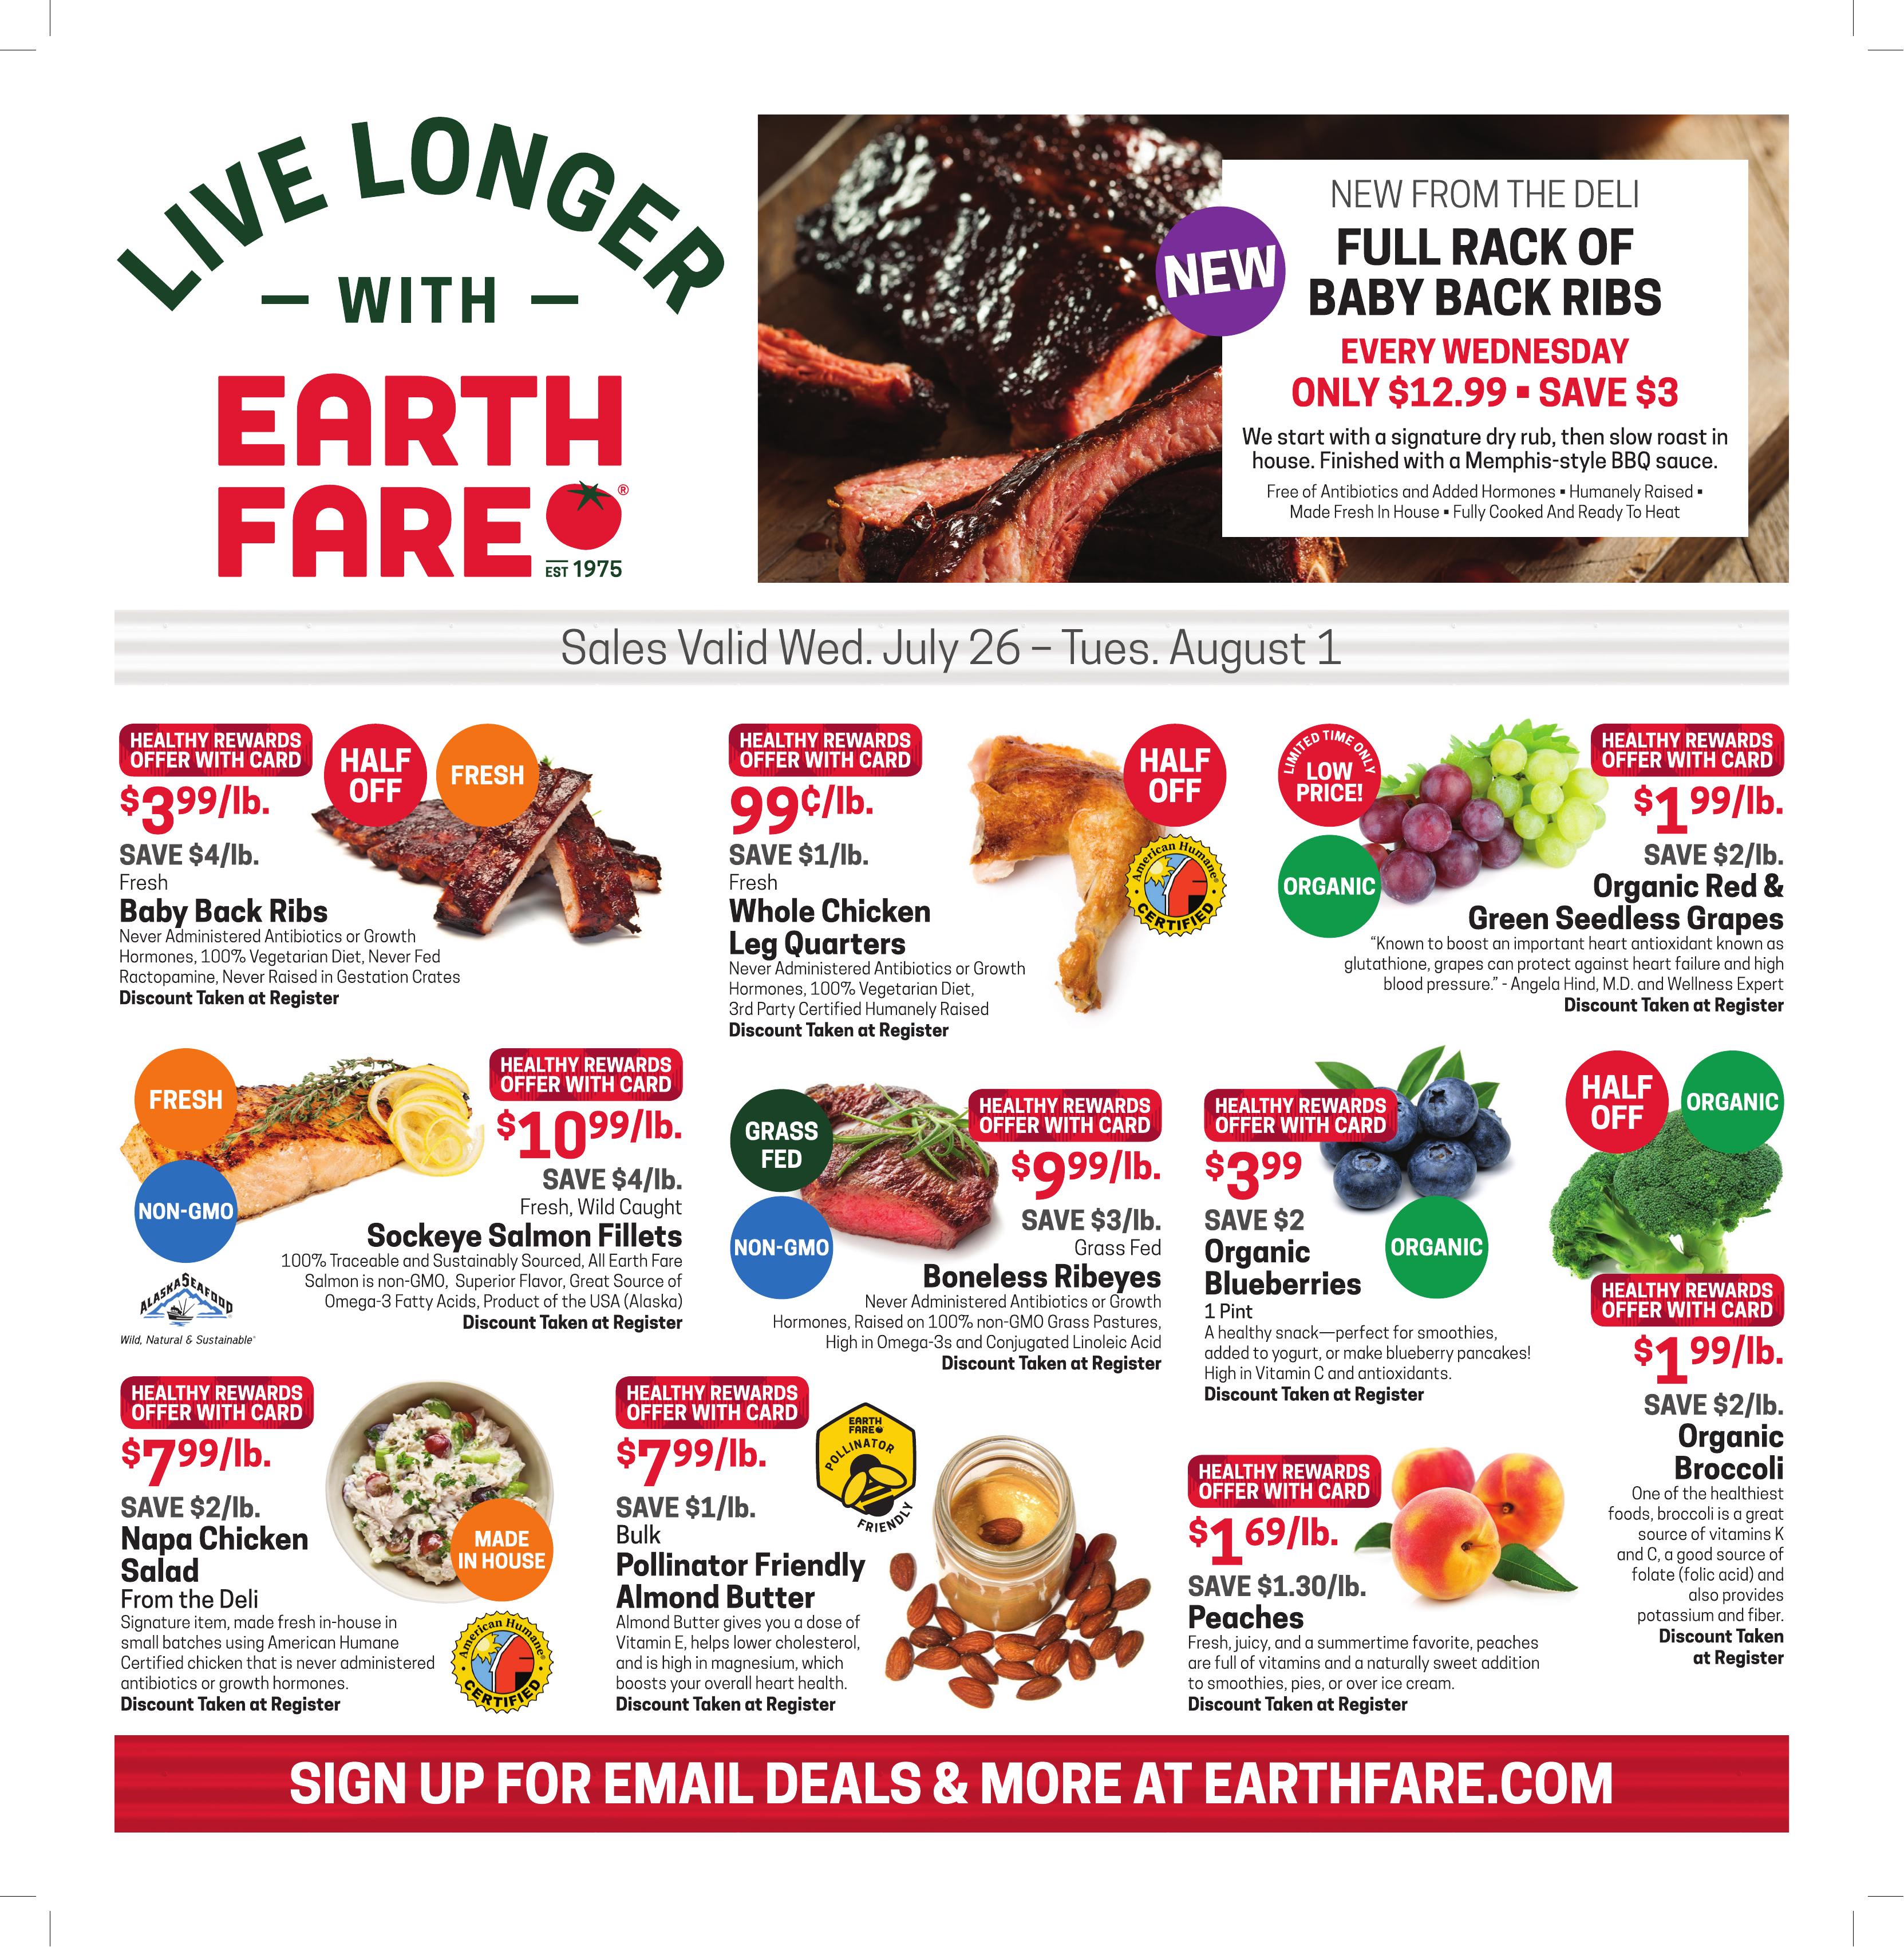 LIVE LONGER
— WITH —
EARTH
FARE®
EST 1975
NEW
NEW FROM THE DELI
FULL RACK OF
BABY BACK RIBS
EVERY WEDNESDAY
ONLY $12.99 ▪ SAVE $3
We start with a signature dry rub, then slow roast in
house. Finished with a Memphis-style BBQ sauce.
Free of Antibiotics and Added Hormones ▪ Humanely Raised ▪
Made Fresh In House ▪ Fully Cooked And Ready To Heat
Sales Valid Wed. July 26 – Tues. August 1
HEALTHY REWARDS
OFFER WITH CARD
HALF
OFF
FRESH
$3 99/lb.
SAVE $4/lb.
Fresh
Baby Back Ribs
Never Administered Antibiotics or Growth
Hormones, 100% Vegetarian Diet, Never Fed
Ractopamine, Never Raised in Gestation Crates
Discount Taken at Register
HEALTHY REWARDS
OFFER WITH CARD
HALF
OFF
99¢/lb.
SAVE $1/lb.
Fresh
Whole Chicken
Leg Quarters
American Humane®
CERTIFIED
Never Administered Antibiotics or Growth
Hormones, 100% Vegetarian Diet,
3rd Party Certified Humanely Raised
Discount Taken at Register
LIMITED TIME ONLY
LOW
PRICE!
ORGANIC
HEALTHY REWARDS
OFFER WITH CARD
$1 99/lb.
SAVE $2/lb.
Organic Red &
Green Seedless Grapes
“Known to boost an important heart antioxidant known as
glutathione, grapes can protect against heart failure and high
blood pressure.” - Angela Hind, M.D. and Wellness Expert
Discount Taken at Register
FRESH
NON-GMO
ALASKA SEAFOOD
Wild, Natural & Sustainable®
HEALTHY REWARDS
OFFER WITH CARD
$10 99/lb.
SAVE $4/lb.
Fresh, Wild Caught
Sockeye Salmon Fillets
100% Traceable and Sustainably Sourced, All Earth Fare
Salmon is non-GMO, Superior Flavor, Great Source of
Omega-3 Fatty Acids, Product of the USA (Alaska)
Discount Taken at Register
GRASS
FED
NON-GMO
HEALTHY REWARDS
OFFER WITH CARD
$9 99/lb.
SAVE $3/lb.
Grass Fed
Boneless Ribeyes
Never Administered Antibiotics or Growth
Hormones, Raised on 100% non-GMO Grass Pastures,
High in Omega-3s and Conjugated Linoleic Acid
Discount Taken at Register
HEALTHY REWARDS
OFFER WITH CARD
$3 99
SAVE $2
Organic
Blueberries
ORGANIC
1 Pint
A healthy snack—perfect for smoothies,
added to yogurt, or make blueberry pancakes!
High in Vitamin C and antioxidants.
Discount Taken at Register
HALF
OFF
ORGANIC
HEALTHY REWARDS
OFFER WITH CARD
$1 99/lb.
SAVE $2/lb.
Organic
Broccoli
One of the healthiest
foods, broccoli is a great
source of vitamins K
and C, a good source of
folate (folic acid) and
also provides
potassium and fiber.
Discount Taken
at Register
HEALTHY REWARDS
OFFER WITH CARD
$7 99/lb.
SAVE $2/lb.
Napa Chicken
Salad
From the Deli
MADE
IN HOUSE
Signature item, made fresh in-house in
small batches using American Humane
Certified chicken that is never administered
antibiotics or growth hormones.
Discount Taken at Register
American Humane®
CERTIFIED
HEALTHY REWARDS
OFFER WITH CARD
$7 99/lb.
SAVE $1/lb.
Bulk
Pollinator Friendly
Almond Butter
EARTH
FARE
POLLINATOR
FRIENDLY
Almond Butter gives you a dose of
Vitamin E, helps lower cholesterol,
and is high in magnesium, which
boosts your overall heart health.
Discount Taken at Register
HEALTHY REWARDS
OFFER WITH CARD
$1 69/lb.
SAVE $1.30/lb.
Peaches
Fresh, juicy, and a summertime favorite, peaches
are full of vitamins and a naturally sweet addition
to smoothies, pies, or over ice cream.
Discount Taken at Register
SIGN UP FOR EMAIL DEALS & MORE AT EARTHFARE.COM